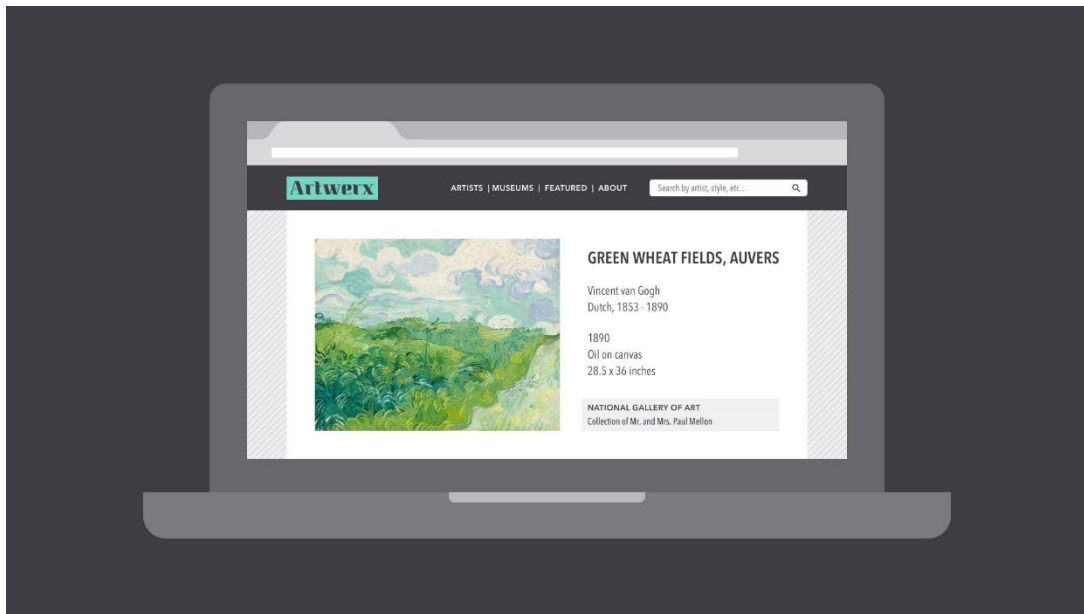 Artwerx
ARTISTS | MUSEUMS | FEATURED | ABOUT
Search by artist, style, etc...
GREEN WHEAT FIELDS, AUVERS
Vincent van Gogh
Dutch, 1853 - 1890
1890
Oil on canvas
28.5 x 36 inches
NATIONAL GALLERY OF ART
Collection of Mr. and Mrs. Paul Mellon